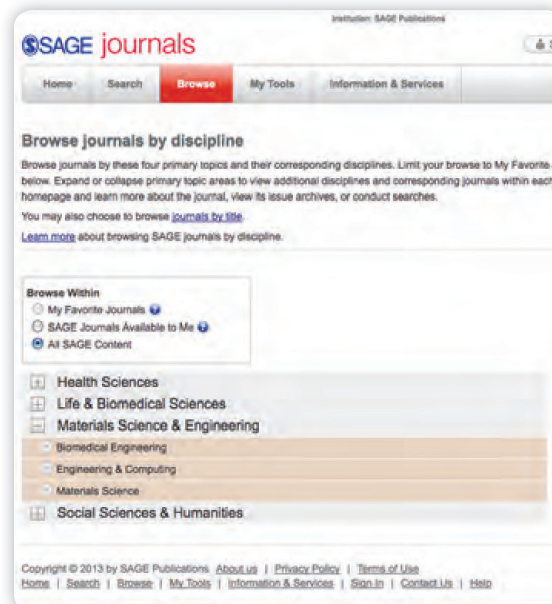 Institution: SAGE Publications
SAGE journals
Home Search Browse My Tools Information & Services
Browse journals by discipline
Browse journals by these four primary topics and their corresponding disciplines. Limit your browse to My Favorite
below. Expand or collapse primary topic areas to view additional disciplines and corresponding journals within each
homepage and learn more about the journal, view its issue archives, or conduct searches.
You may also choose to browse journals by title.
Learn more about browsing SAGE journals by discipline.
Browse Within
My Favorite Journals
SAGE Journals Available to Me
All SAGE Content
Health Sciences
Life & Biomedical Sciences
Materials Science & Engineering
Biomedical Engineering
Engineering & Computing
Materials Science
Social Sciences & Humanities
Copyright © 2013 by SAGE Publications About us | Privacy Policy | Terms of Use
Home | Search | Browse | My Tools | Information & Services | Sign In | Contact Us | Help